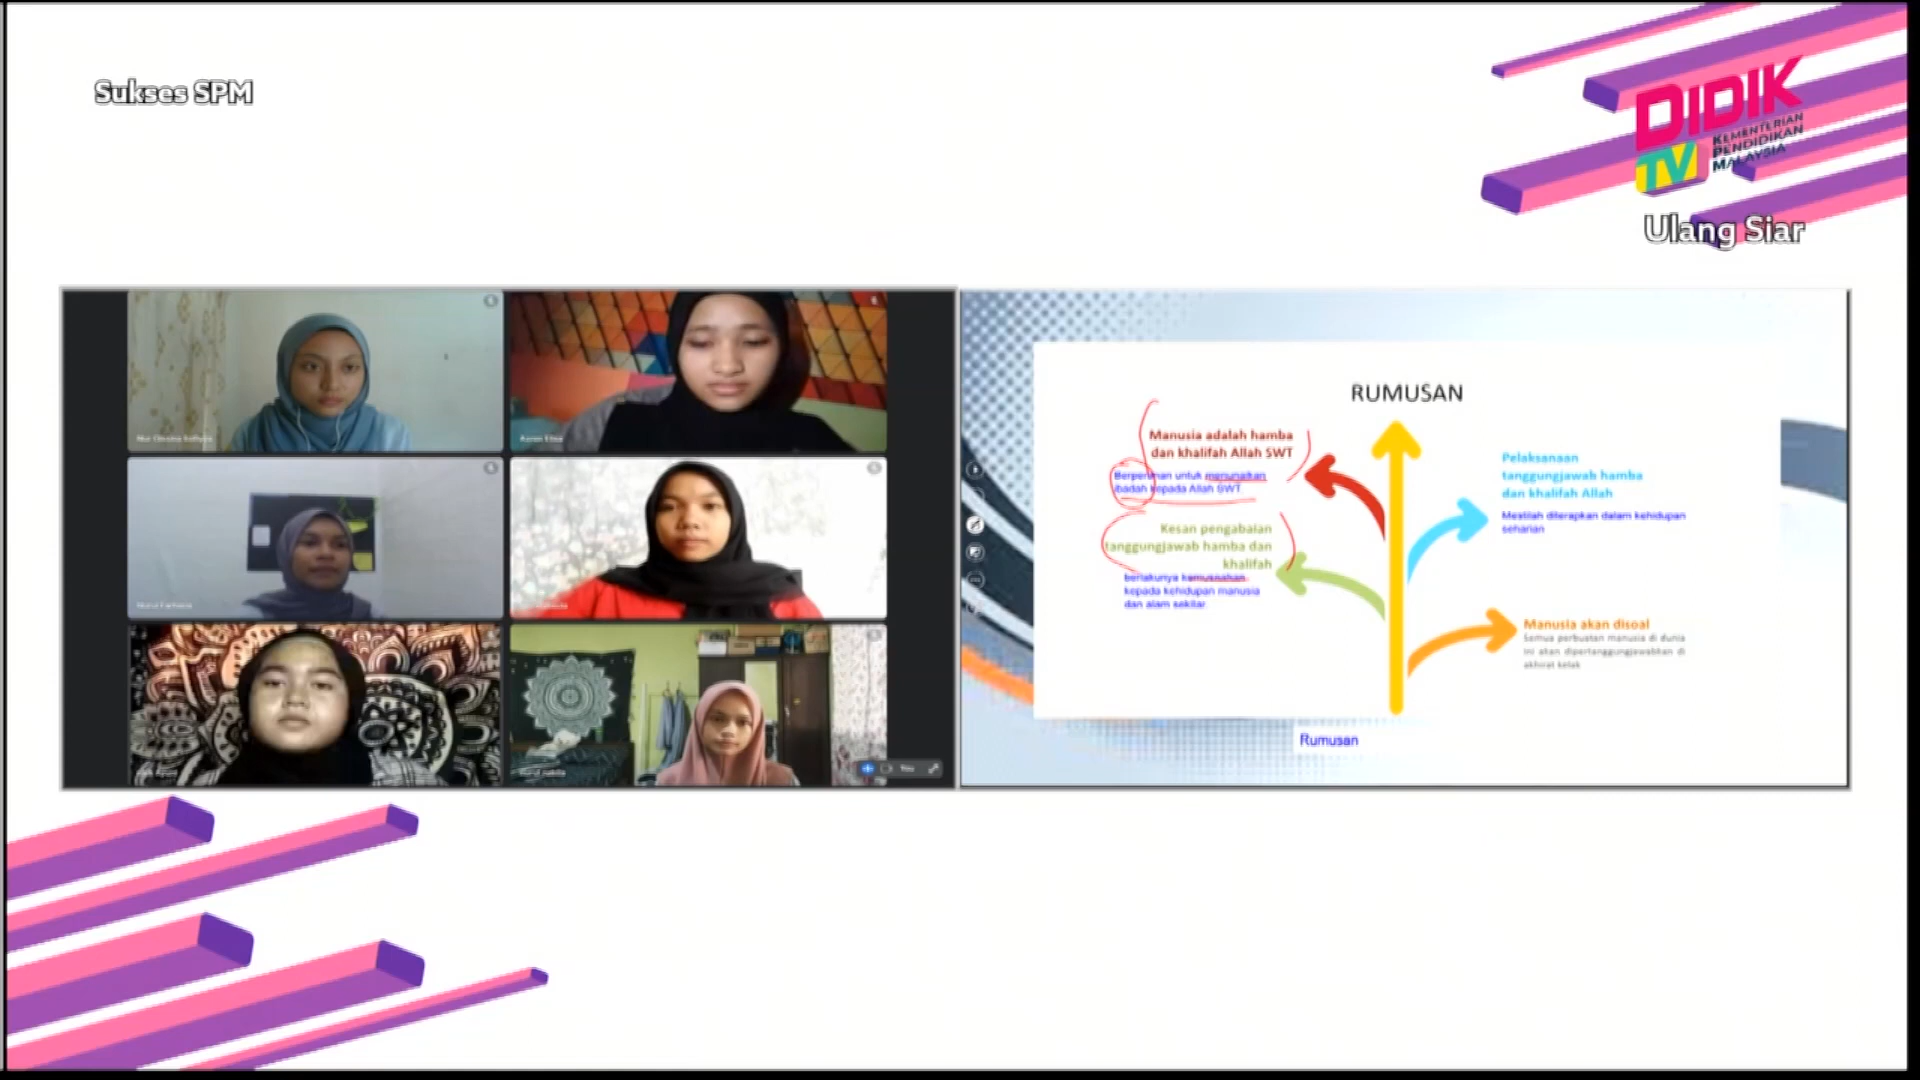 Sukses SPM
DIDIK
TV
KEMENTERIAN
PENDIDIKAN
MALAYSIA
Ulang Siar
RUMUSAN
Manusia adalah hamba
dan khalifah Allah SWT
untuk menunaikan
ibadah kepada Allah SWT
Kesan pengabaian
tanggungjawab hamba dan
khalifah
berlakunya kemusnahan
kepada kehidupan manusia
dan alam sekitar.
Pelaksanaan
tanggungjawab hamba
dan khalifah Allah
Mestilah diterapkan dalam kehidupan
seharian
Manusia akan disoal
Semua perbuatan manusia di dunia
ini akan dipertanggungjawabkan di
akhirat kelak
Rumusan
You